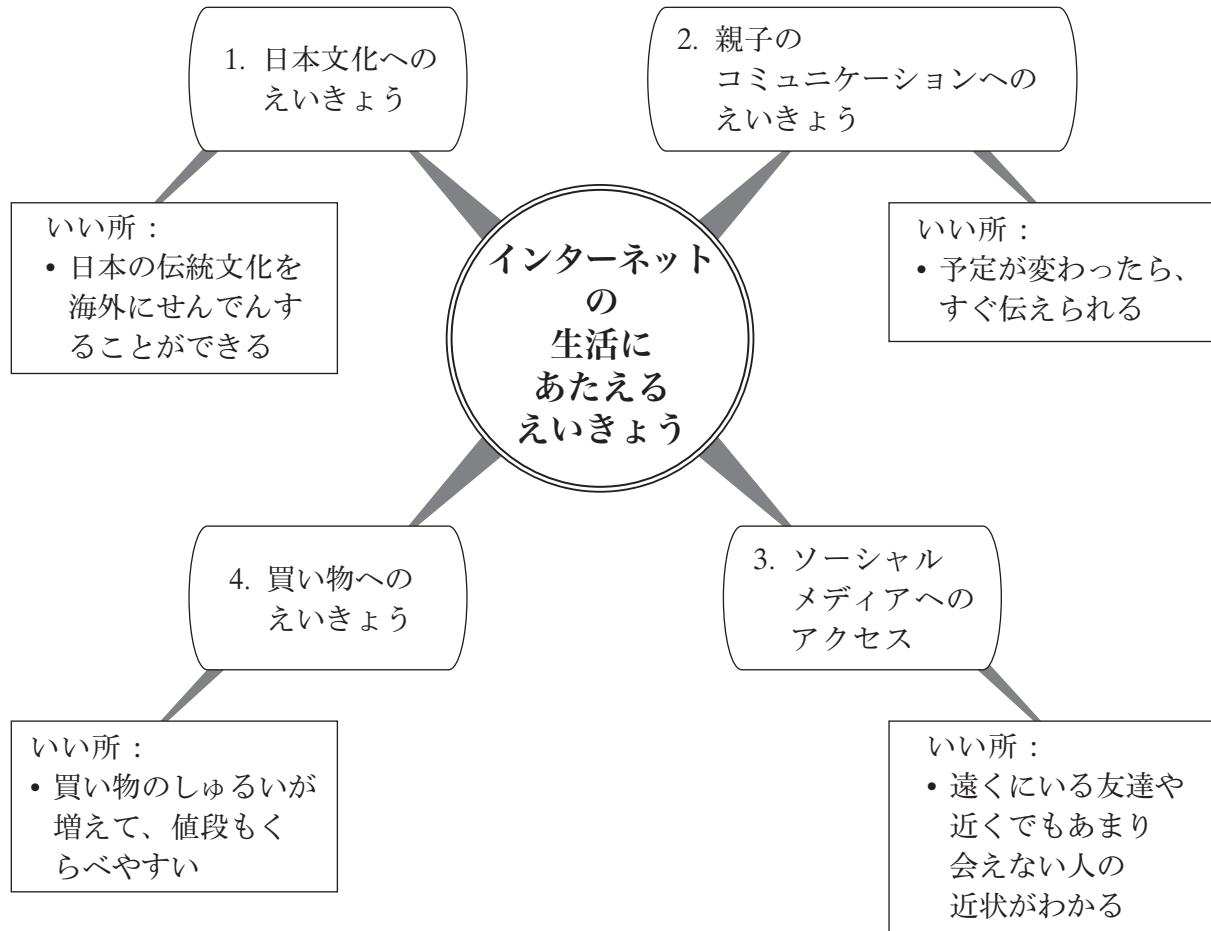 1. 日本文化への
えいきょう
2. 親子の
コミュニケーションへの
えいきょう
いい所：
• 日本の伝統文化を
海外にせんでんす
ることができる
インターネット
の
生活に
あたえる
えいきょう
いい所：
• 予定が変わったら、
すぐ伝えられる
4. 買い物への
えいきょう
3. ソーシャル
メディアへの
アクセス
いい所：
• 買い物のしゅるいが
増えて、値段もく
らべやすい
いい所：
• 遠くにいる友達や
近くでもあまり
会えない人の
近状がわかる